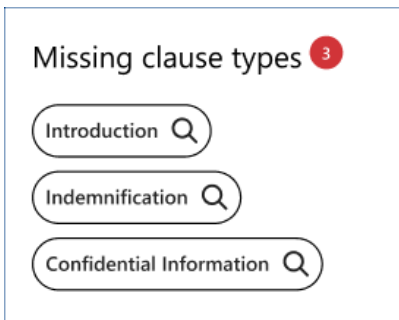 Missing clause types 3
Introduction
Indemnification
Confidential Information